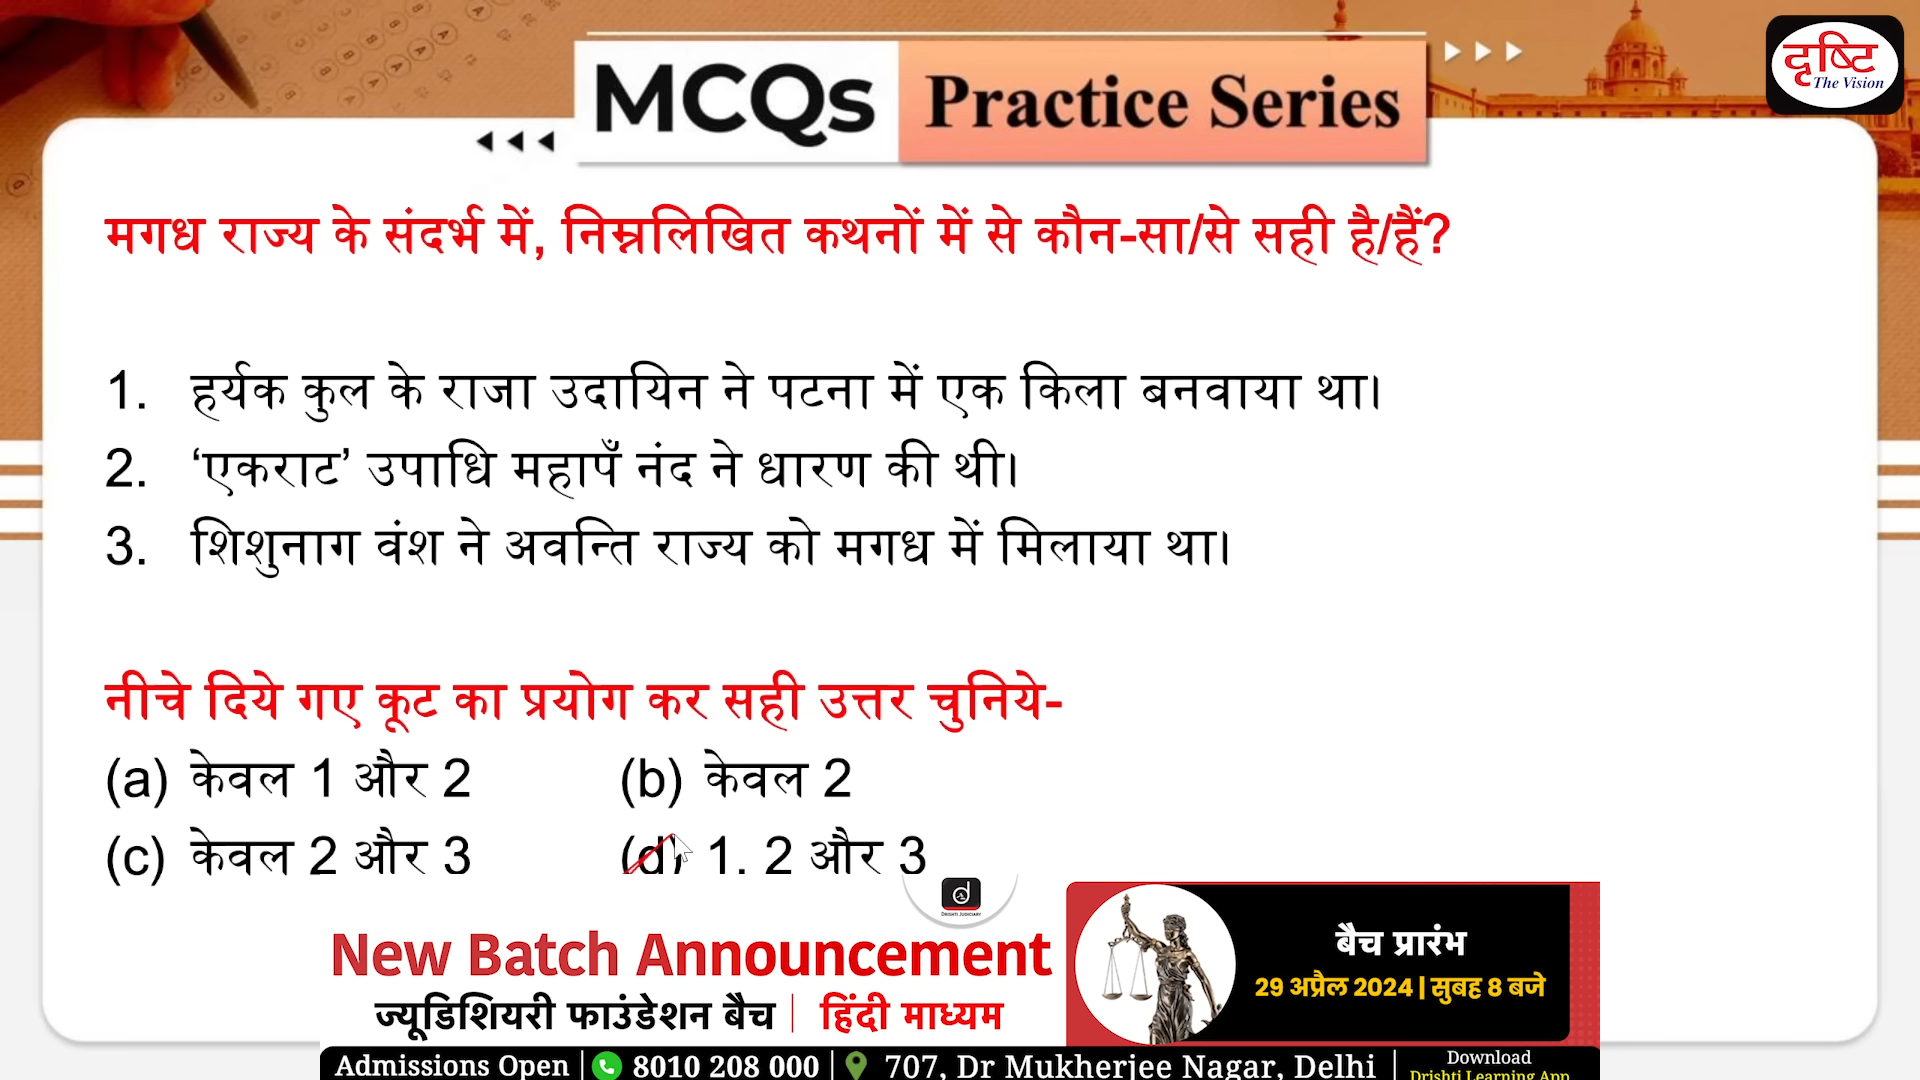 MCQs Practice Series
दृष्टि
The Vision
मगध राज्य के संदर्भ में, निम्नलिखित कथनों में से कौन-सा/से सही है/हैं?
1. हर्यक कुल के राजा उदायिन ने पटना में एक किला बनवाया था।
2. ‘एकराट’ उपाधि महापँ नंद ने धारण की थी।
3. शिशुनाग वंश ने अवन्ति राज्य को मगध में मिलाया था।
नीचे दिये गए कूट का प्रयोग कर सही उत्तर चुनिये-
(a) केवल 1 और 2 (b) केवल 2
(c) केवल 2 और 3 (d) 1, 2 और 3
DRISHTI JUDICIARY
New Batch Announcement
ज्यूडिशियरी फाउंडेशन बैच | हिंदी माध्यम
बैच प्रारंभ
29 अप्रैल 2024 | सुबह 8 बजे
Admissions Open | 8010 208 000 | 707, Dr Mukherjee Nagar, Delhi | Download
Drishti Learning App